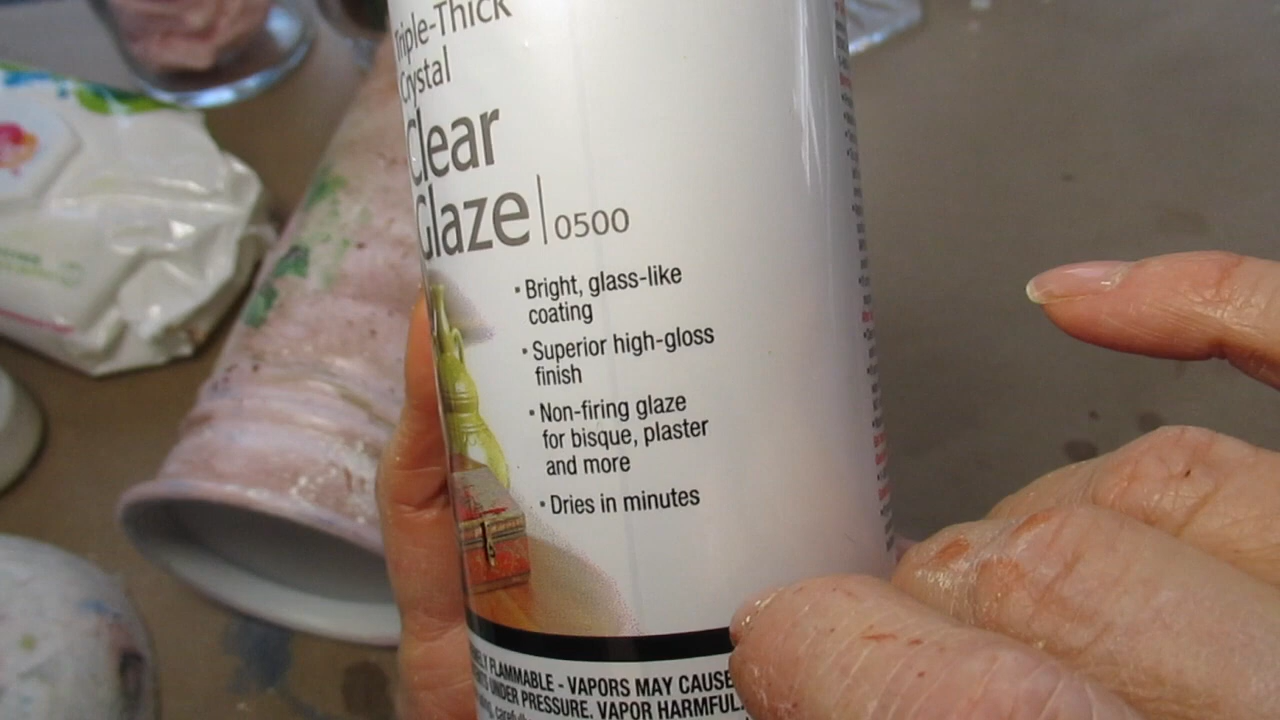 Triple-Thick
Crystal
Clear
Glaze | 0500
• Bright, glass-like
coating
• Superior high-gloss
finish
• Non-firing glaze
for bisque, plaster
and more
• Dries in minutes
FLAMMABLE - VAPORS MAY CAUSE
UNDER PRESSURE. VAPOR HARMFUL.